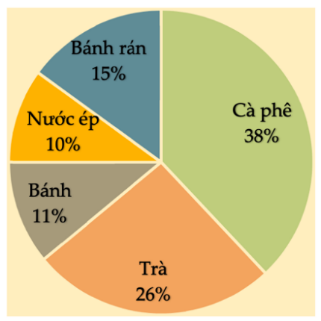 Bánh rán
15%
Cà phê
38%
Nước ép
10%
Bánh
11%
Trà
26%